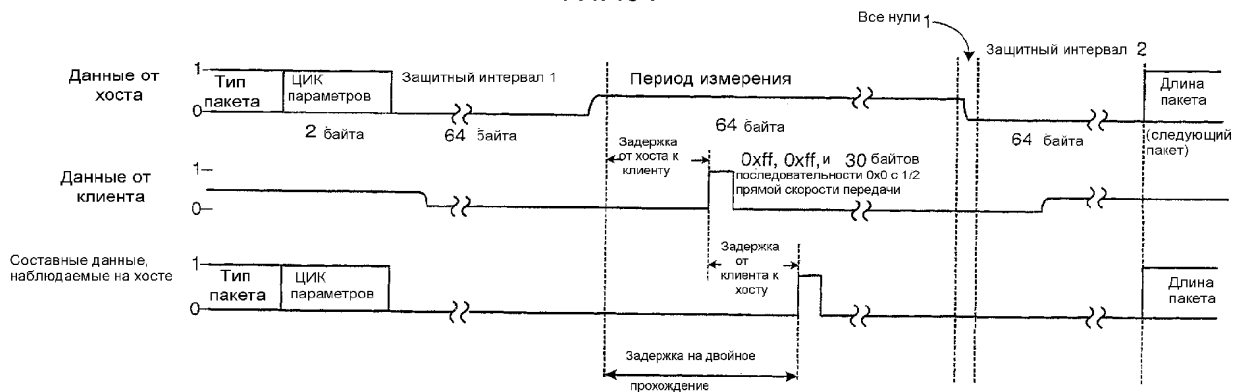 Все нули 1
Данные от
хоста
1
0
Тип
пакета
ЦИК
параметров
Защитный интервал 1
Период измерения
Защитный интервал 2
Длина
пакета
2 байта
64 байта
64 байта
64 байта
(следующий
пакет)
Данные от
клиента
1
0
Задержка
от хоста к
клиенту
0xff, 0xff, и 30 байтов
последовательности 0x0 с 1/2
прямой скорости передачи
Составные данные,
наблюдаемые на хосте
1
0
Тип
пакета
ЦИК
параметров
Задержка
от
клиента к
хосту
Длина
пакета
Задержка на двойное
прохождение